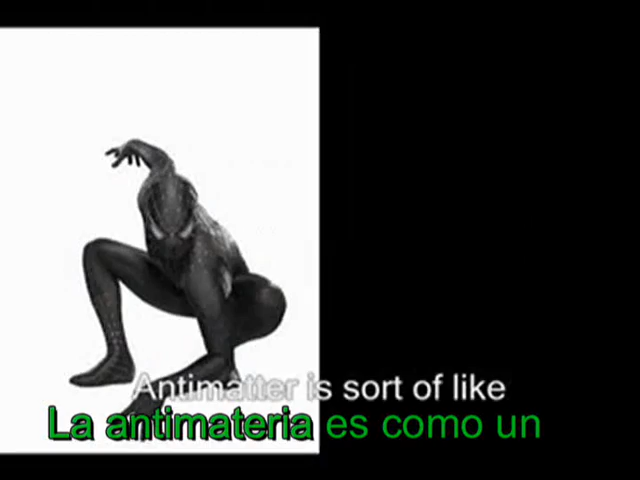 Antimatter is sort of like
La antimateria es como un